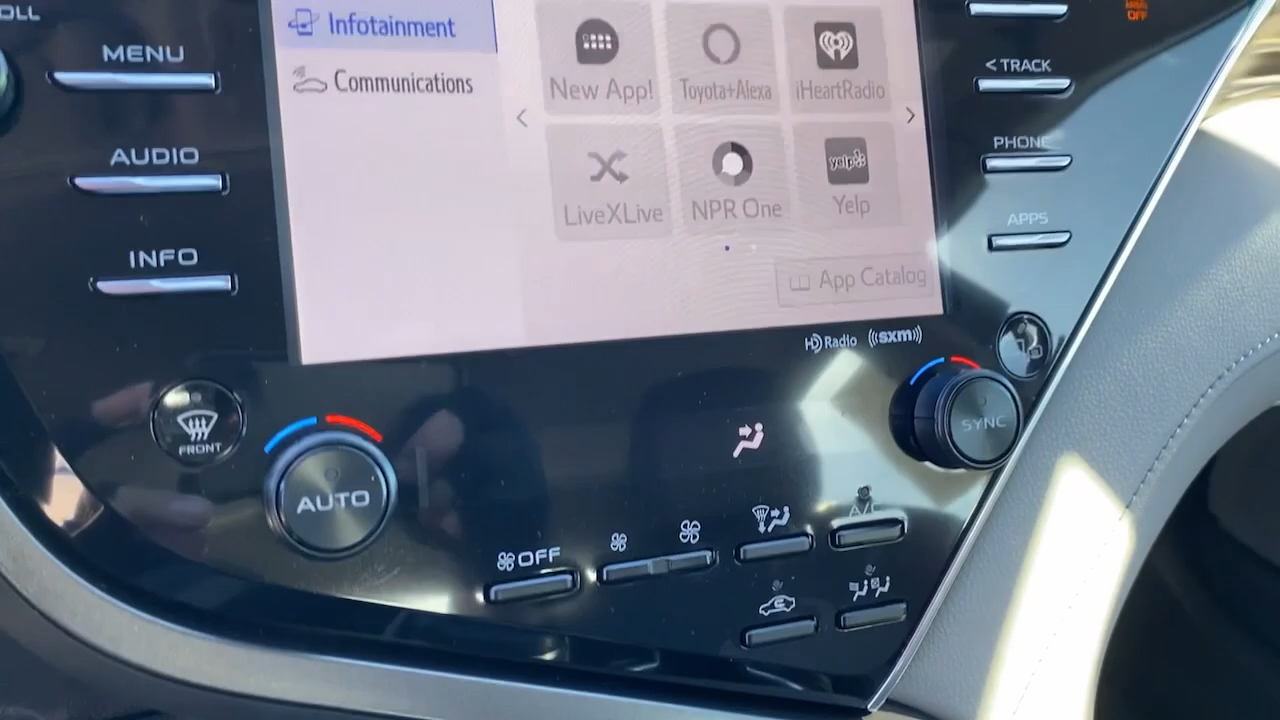 OLL
MENU
AUDIO
INFO
Infotainment
Communications
New App!
Toyota+Alexa
iHeartRadio
LiveXLive
NPR One
yelp
Yelp
App Catalog
OFF
< TRACK
PHONE
APPS
HD Radio
((sxm))
FRONT
AUTO
SYNC
OFF
A/C